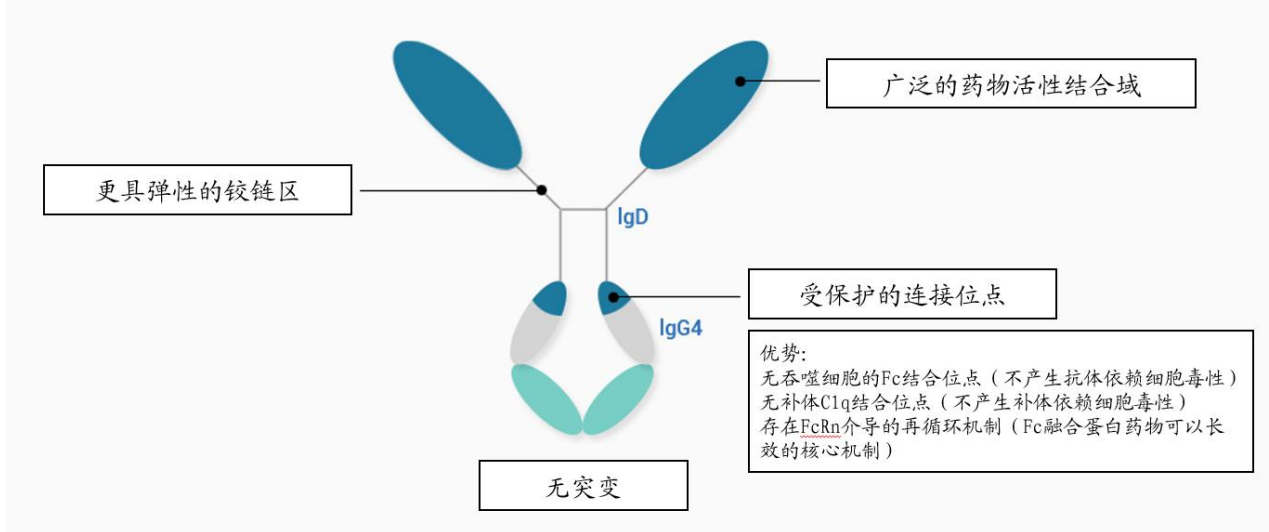 广泛的药物活性结合域
更具弹性的铰链区
IgD
受保护的连接位点
IgG4
优势:
无吞噬细胞的Fc结合位点（不产生抗体依赖细胞毒性）
无补体C1q结合位点（不产生补体依赖细胞毒性）
存在FcRn介导的再循环机制（Fc融合蛋白药物可以长
效的核心机制）
无突变